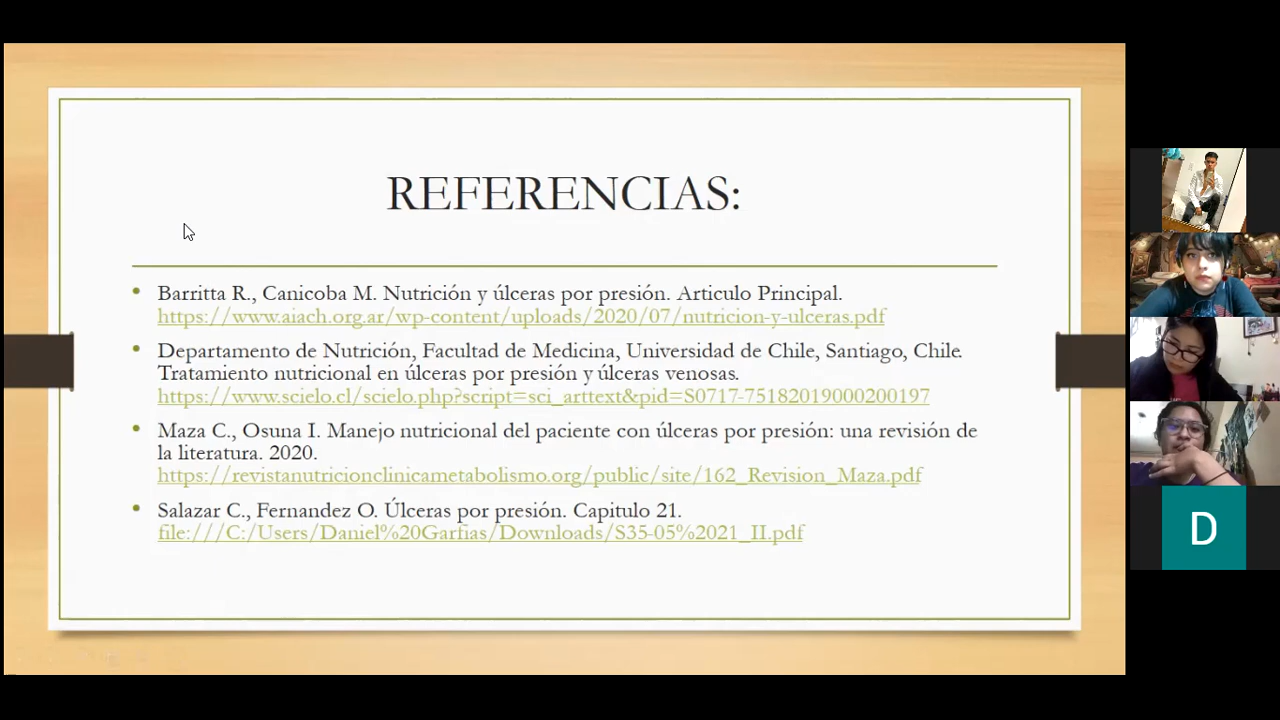 REFERENCIAS:
Barritta R., Canicoba M. Nutrición y úlceras por presión. Articulo Principal.
https://www.aiach.org.ar/wp-content/uploads/2020/07/nutricion-y-ulceras.pdf
Departamento de Nutrición, Facultad de Medicina, Universidad de Chile, Santiago, Chile.
Tratamiento nutricional en úlceras por presión y úlceras venosas.
https://www.scielo.cl/scielo.php?script=sci_arttext&pid=S0717-75182019000200197
Maza C., Osuna I. Manejo nutricional del paciente con úlceras por presión: una revisión de
la literatura. 2020.
https://revistanutricionclinicametabolismo.org/public/site/162_Revision_Maza.pdf
Salazar C., Fernandez O. Úlceras por presión. Capitulo 21.
file:///C:/Users/Daniel%20Garfias/Downloads/S35-05%2021_II.pdf
D